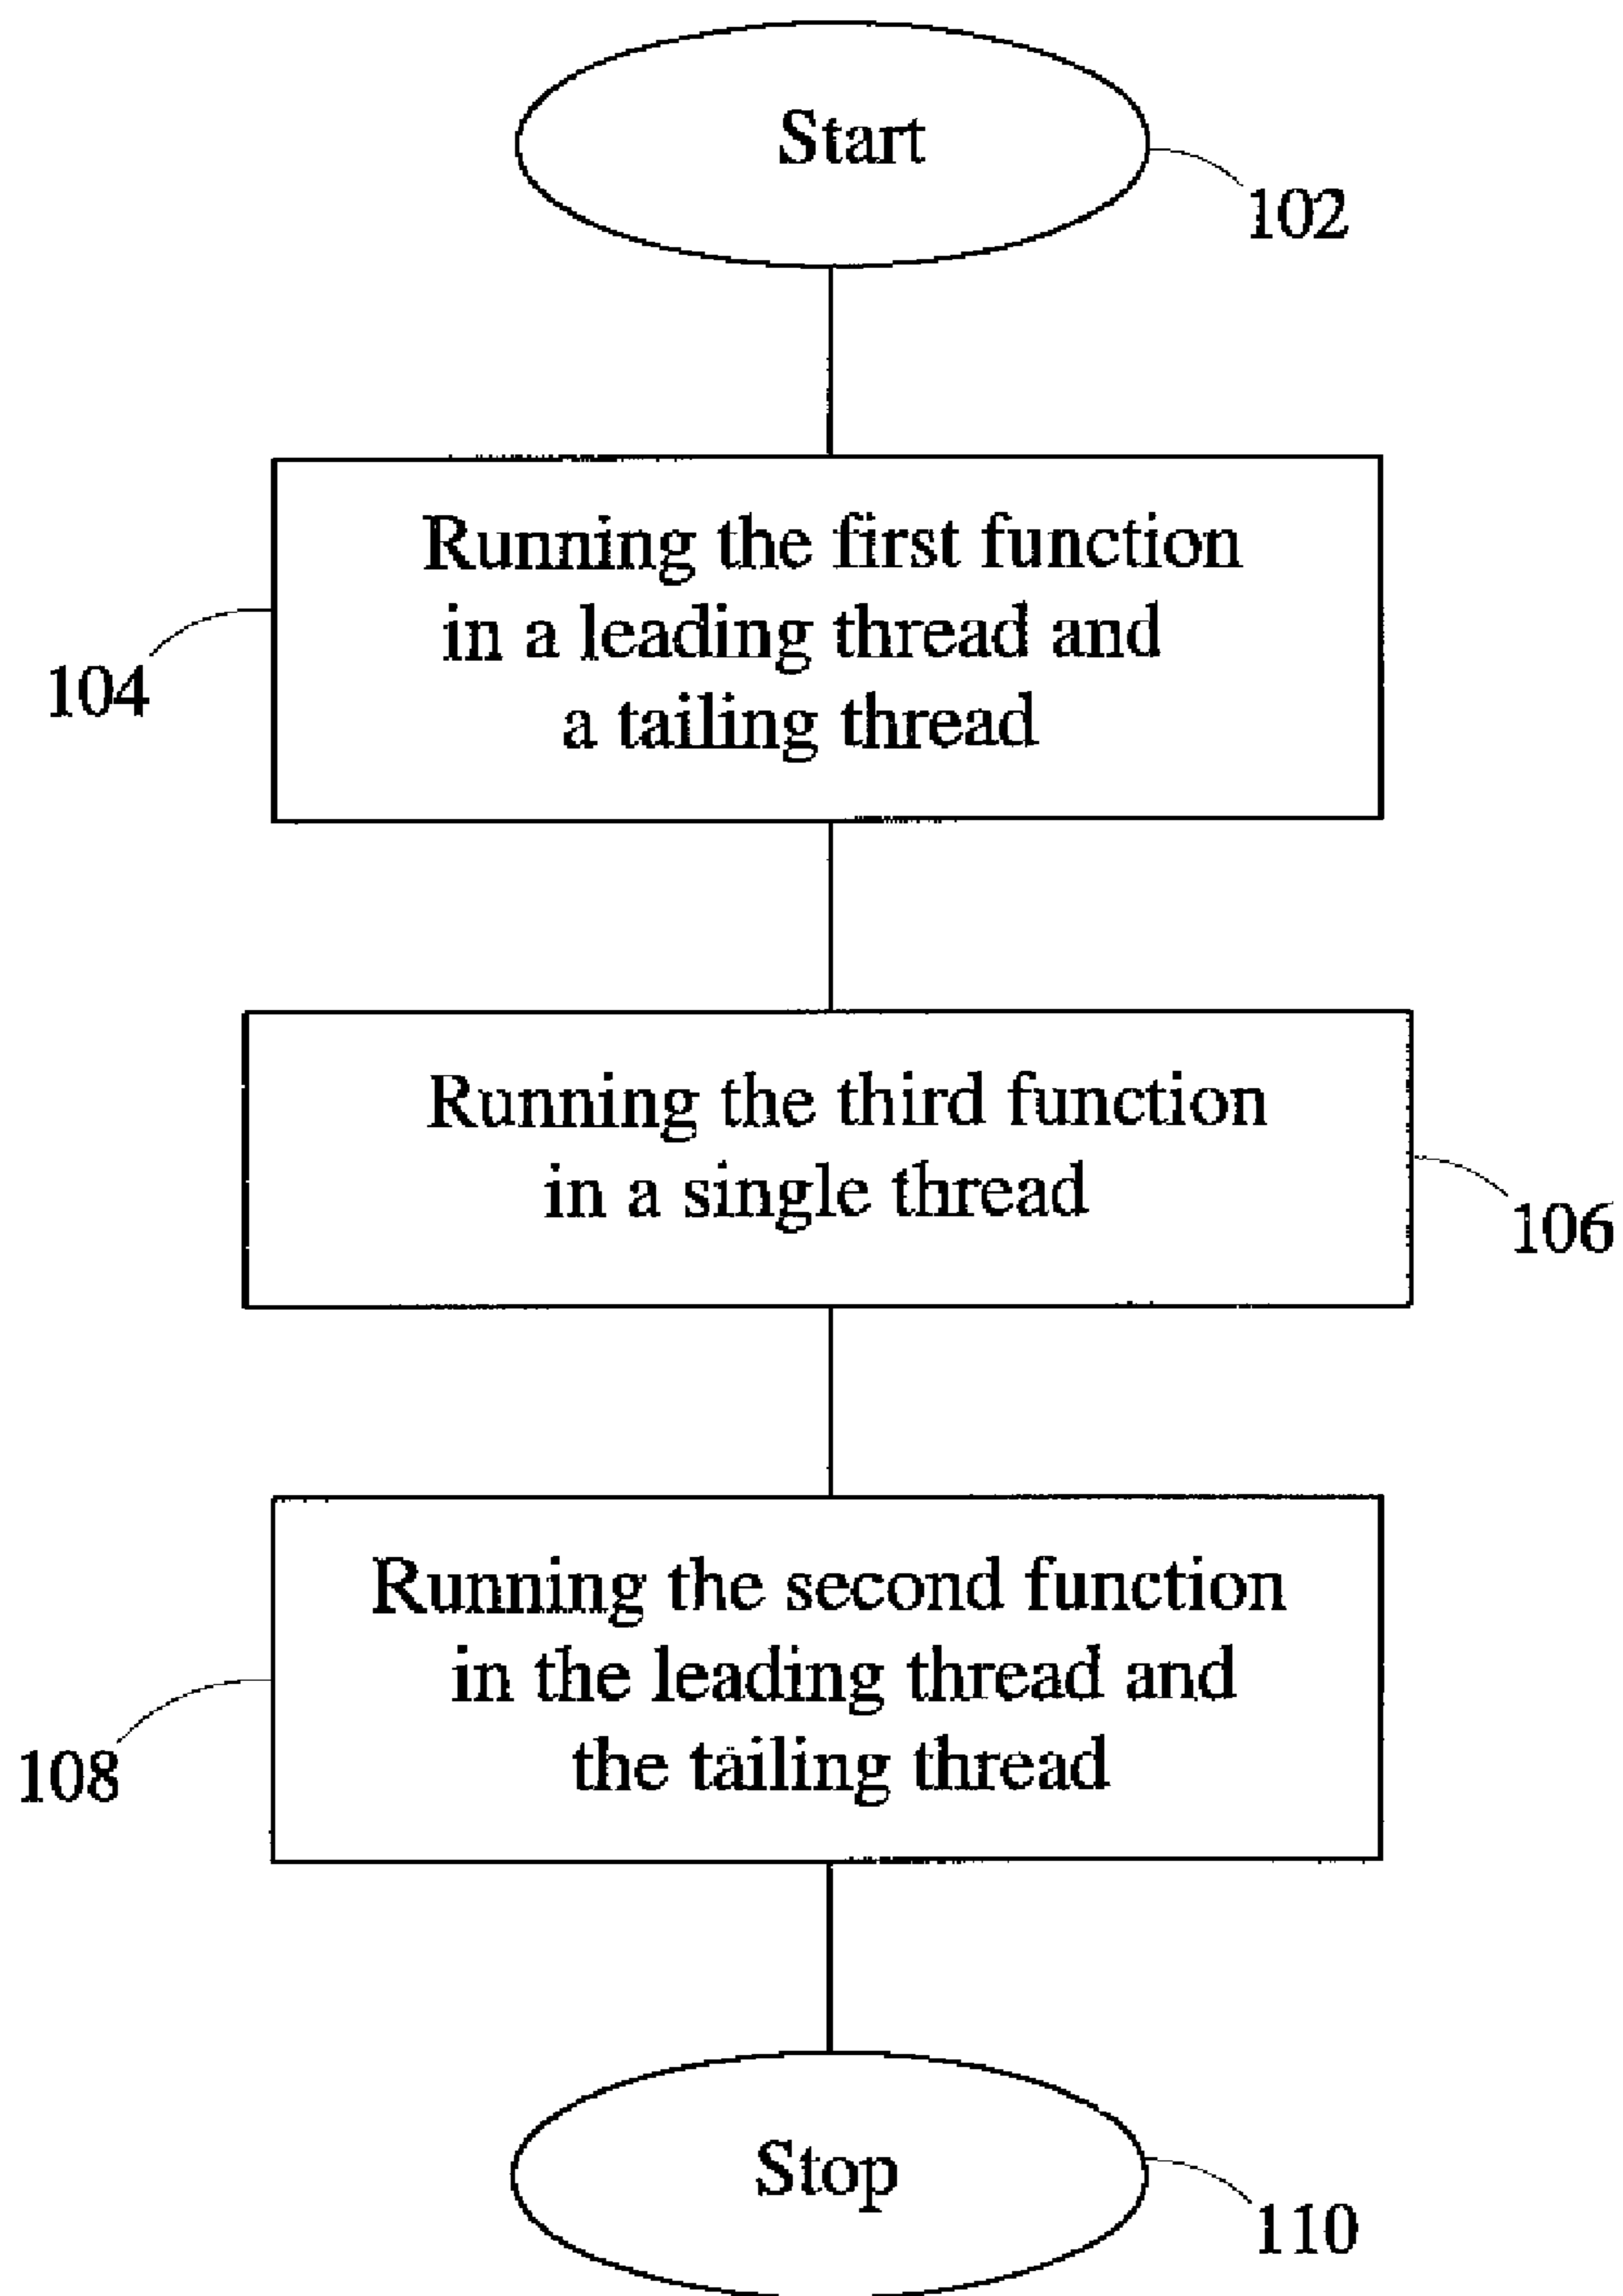 Start
102
Running the first function
in a leading thread and
a tailing thread
104
Running the third function
in a single thread
106
Running the second function
in the leading thread and
the tailing thread
108
Stop
110